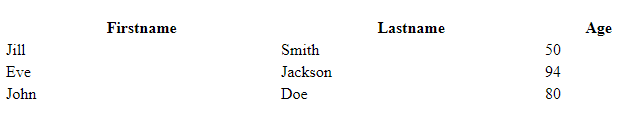 Firstname Lastname Age
Jill Smith 50
Eve Jackson 94
John Doe 80